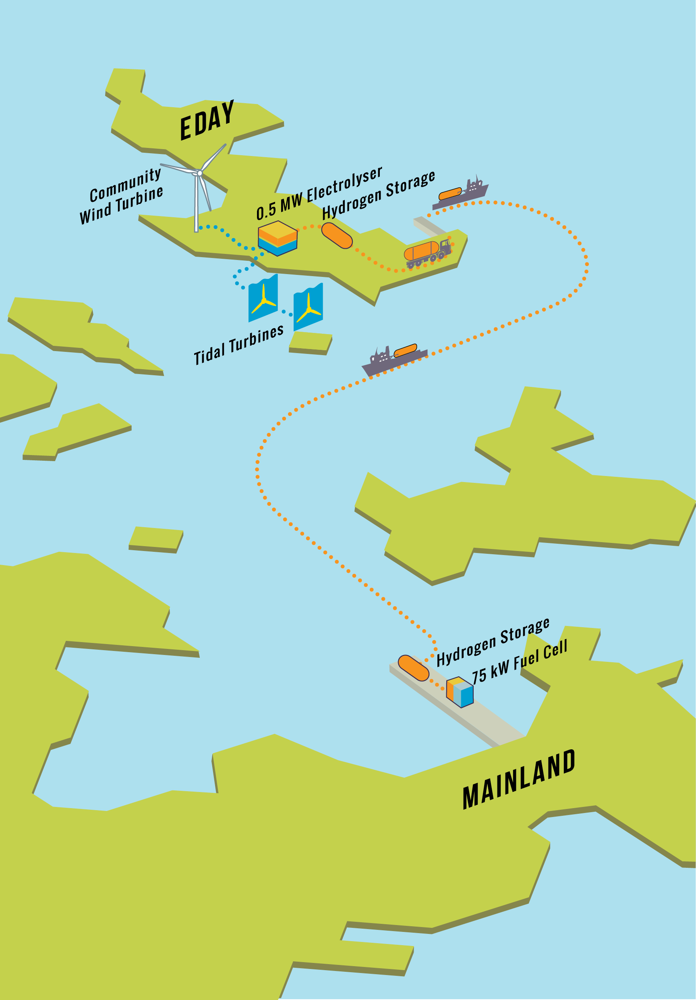 EDAY
Community
Wind Turbine
0.5 MW Electrolyser
Hydrogen Storage
Tidal Turbines
Hydrogen Storage
75 kW Fuel Cell
MAINLAND